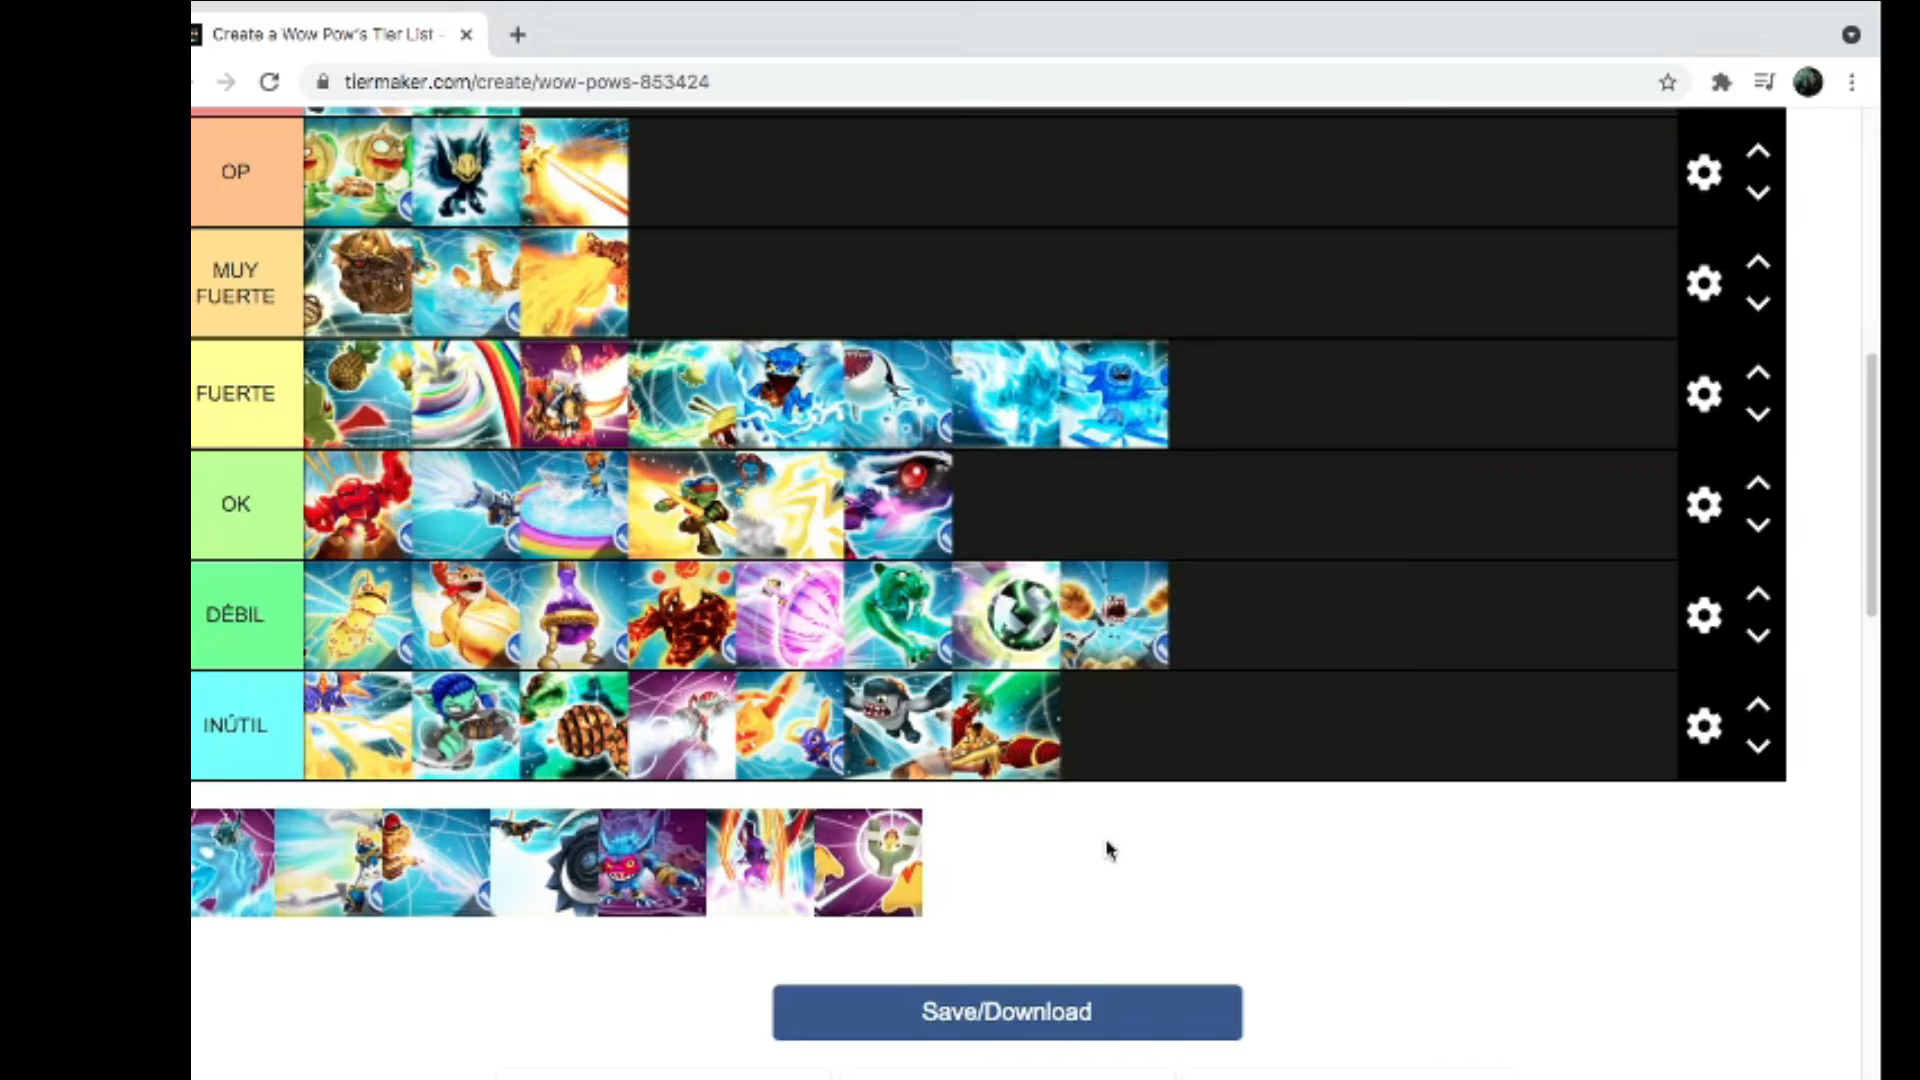 Create a Wow Pow's Tier List -
tiermaker.com/create/wow-pows-853424
OP
MUY
FUERTE
FUERTE
OK
DÉBIL
INÚTIL
Save/Download